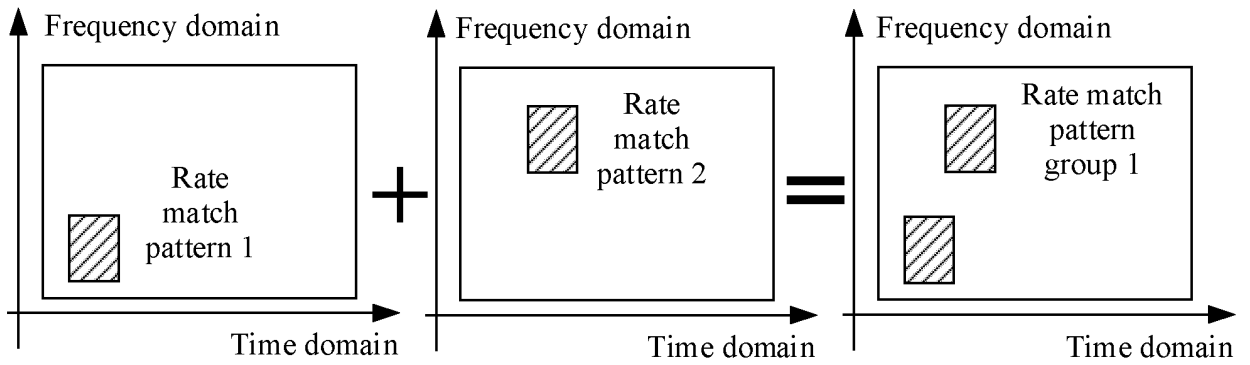 Frequency domain
Rate
match
pattern 1
Time domain
+
Frequency domain
Rate
match
pattern 2
Time domain
=
Frequency domain
Rate match
pattern
group 1
Time domain